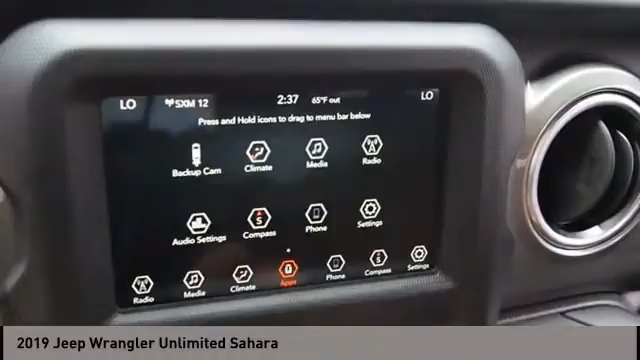 LO
SXM 12
2:37
65°F out
LO
Press and Hold icons to drag to menu bar below
Backup Cam
Climate
Media
Radio
Audio Settings
Compass
S
Phone
Settings
Radio
Media
Climate
Apps
Phone
Compass
S
Settings
2019 Jeep Wrangler Unlimited Sahara